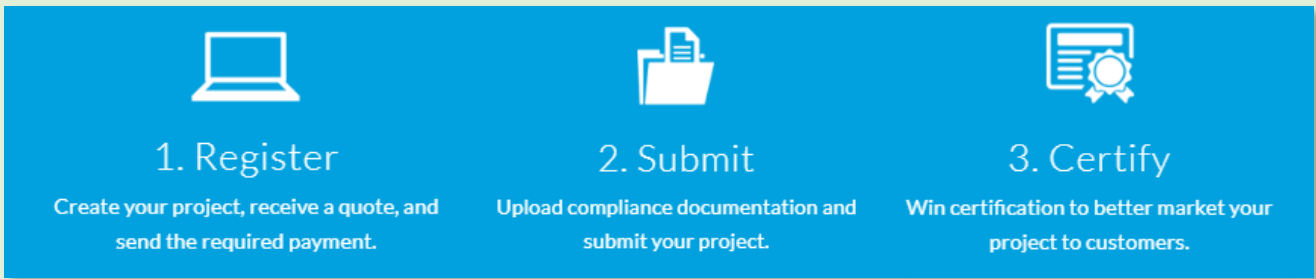 1. Register
Create your project, receive a quote, and
send the required payment.
2. Submit
Upload compliance documentation and
submit your project.
3. Certify
Win certification to better market your
project to customers.